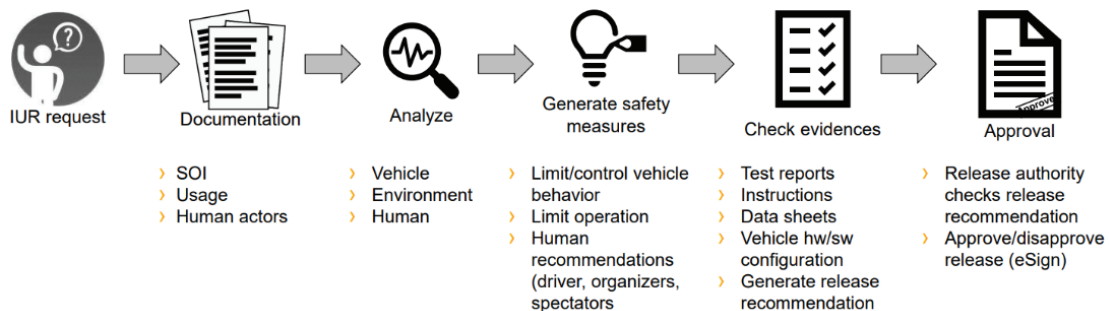 ?
IUR request
Documentation
Analyze
Generate safety
measures
Check evidences
Approve
Approval
› SOI
› Usage
› Human actors
› Vehicle
› Environment
› Human
› Limit/control vehicle
behavior
› Limit operation
› Human
recommendations
(driver, organizers,
spectators
› Test reports
› Instructions
› Data sheets
› Vehicle hw/sw
configuration
› Generate release
recommendation
› Release authority
checks release
recommendation
› Approve/disapprove
release (eSign)